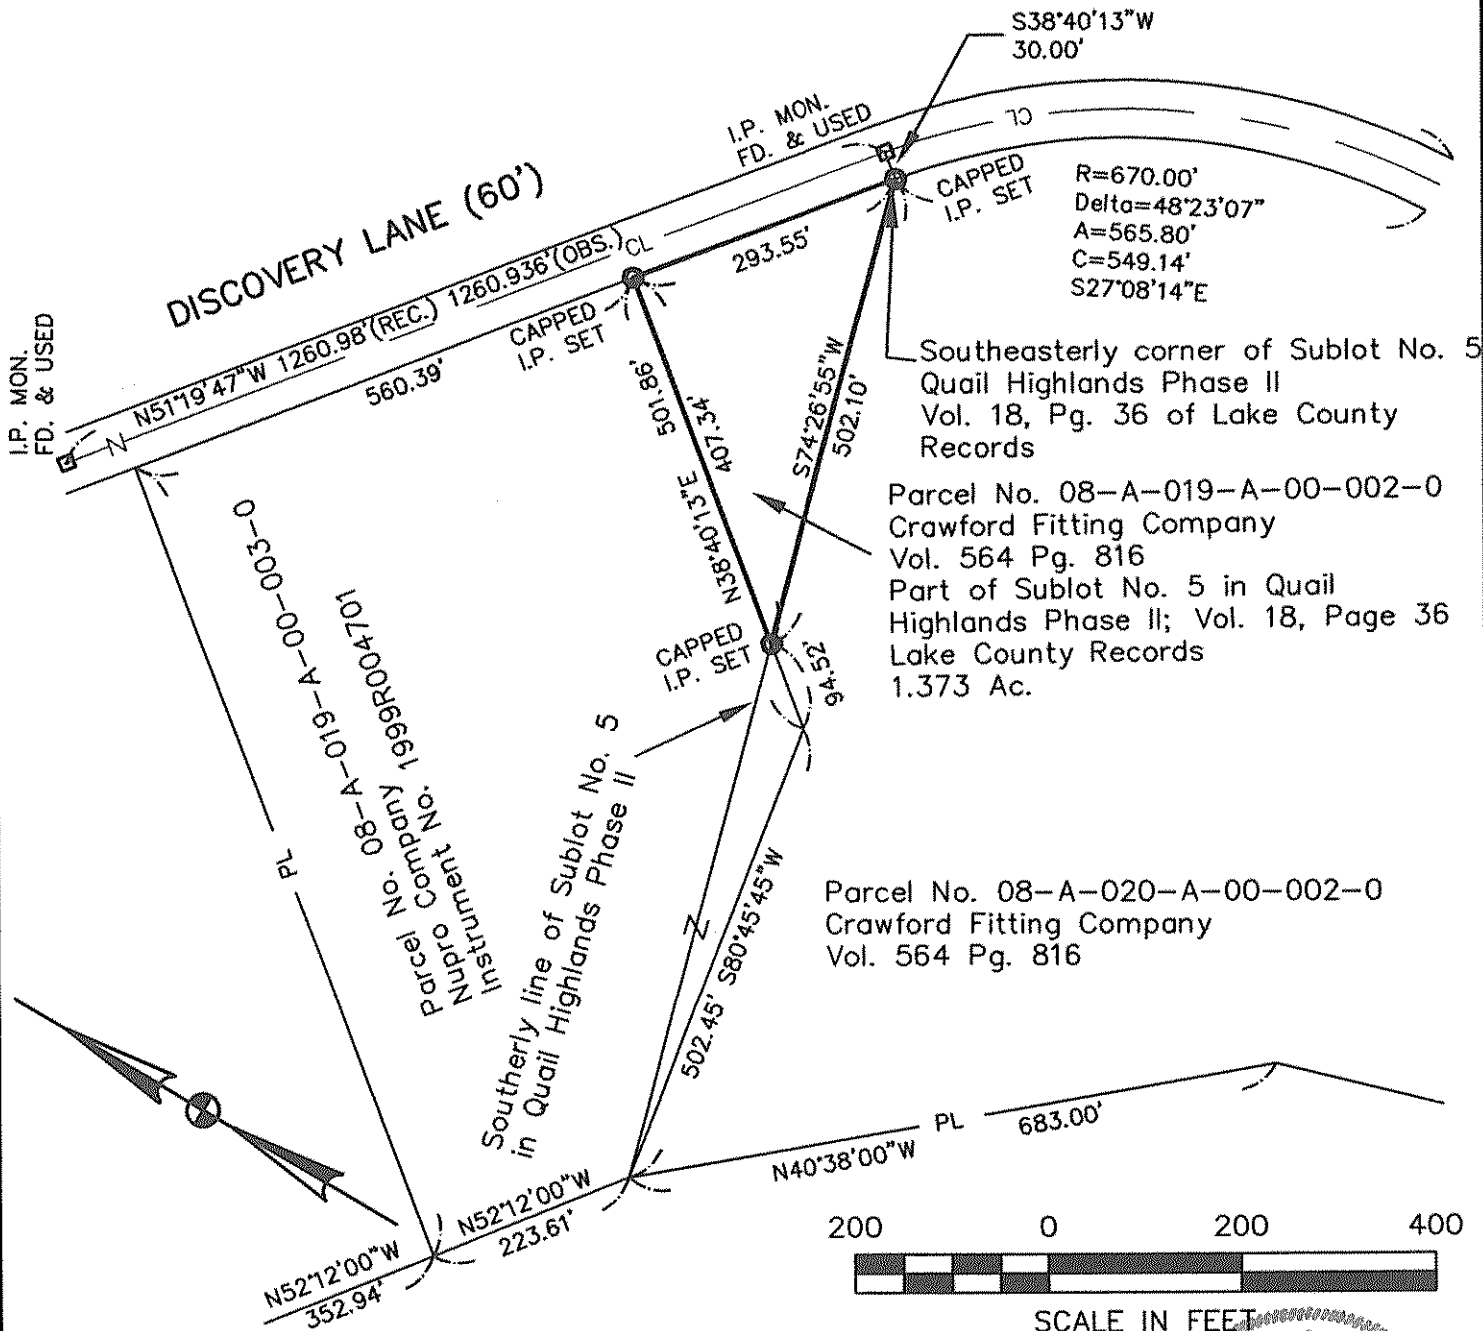 S38°40'13"W
30.00'
I.P. MON.
FD. & USED
DISCOVERY LANE (60')
CL
CL
CAPPED
I.P. SET
R=670.00'
Delta=48°23'07"
A=565.80'
C=549.14'
S27°08'14"E
293.55'
N51°19'47"W 1260.98'(REC.) 1260.936'(OBS.)
CAPPED
I.P. SET
I.P. MON.
FD. & USED
560.39'
Southeasterly corner of Sublot No. 5
Quail Highlands Phase II
Vol. 18, Pg. 36 of Lake County
Records
N38°40'13"E 501.86'
407.34'
S74°26'55"W
502.10'
Parcel No. 08-A-019-A-00-002-0
Crawford Fitting Company
Vol. 564 Pg. 816
Part of Sublot No. 5 in Quail
Highlands Phase II; Vol. 18, Page 36
Lake County Records
1.373 Ac.
CAPPED
I.P. SET
94.52'
Parcel No. 08-A-019-A-00-003-0
Nupro Company
Instrument No. 1999R004701
PL
Southerly line of Sublot No. 5
in Quail Highlands Phase II
502.45' S80°45'45"W
Parcel No. 08-A-020-A-00-002-0
Crawford Fitting Company
Vol. 564 Pg. 816
PL
683.00'
N40°38'00"W
N52°12'00"W
223.61'
N52°12'00"W
352.94'
200 0 200 400
SCALE IN FEET